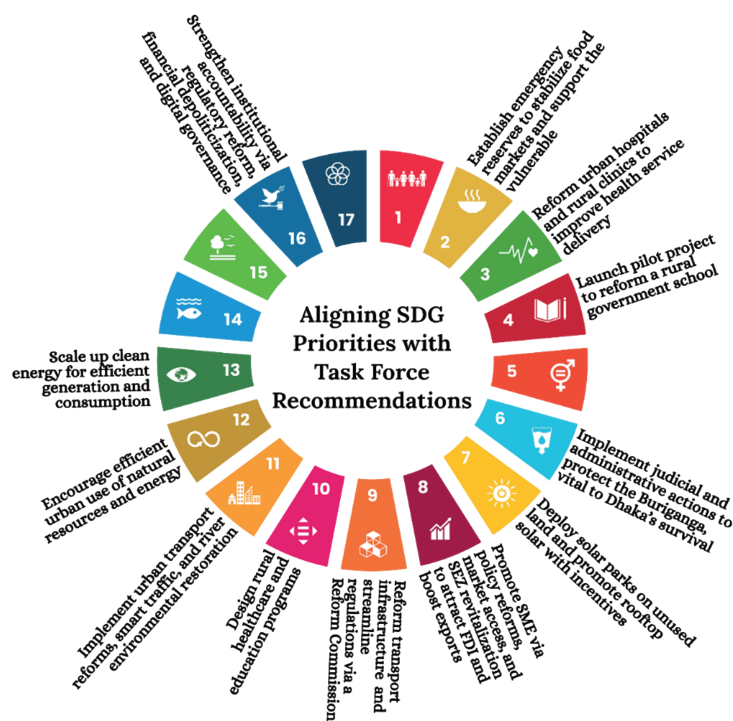 Aligning SDG
Priorities with
Task Force
Recommendations
1
2
Establish emergency
reserves to stabilize food
markets and support the
vulnerable
3
Reform urban hospitals
and rural clinics to
improve health service
delivery
4
Launch pilot project
to reform a rural
government school
5
6
Implement judicial and
administrative actions to
protect the Buriganga,
vital to Dhaka's survival
7
Deploy solar parks on unused
land and promote rooftop
solar with incentives
8
Promote SME via
policy reforms,
market access, and
SEZ revitalization
to attract FDI and
boost exports
9
Reform transport
infrastructure and
streamline
regulations via a
Reform Commission
10
Design rural
healthcare and
education programs
11
Implement urban transport
reforms, smart traffic, and river
environmental restoration
12
Encourage efficient
urban use of natural
resources and energy
13
Scale up clean
energy for efficient
generation and
consumption
14
15
16
Strengthen institutional
accountability via
regulatory reform,
financial depoliticization,
and digital governance
17